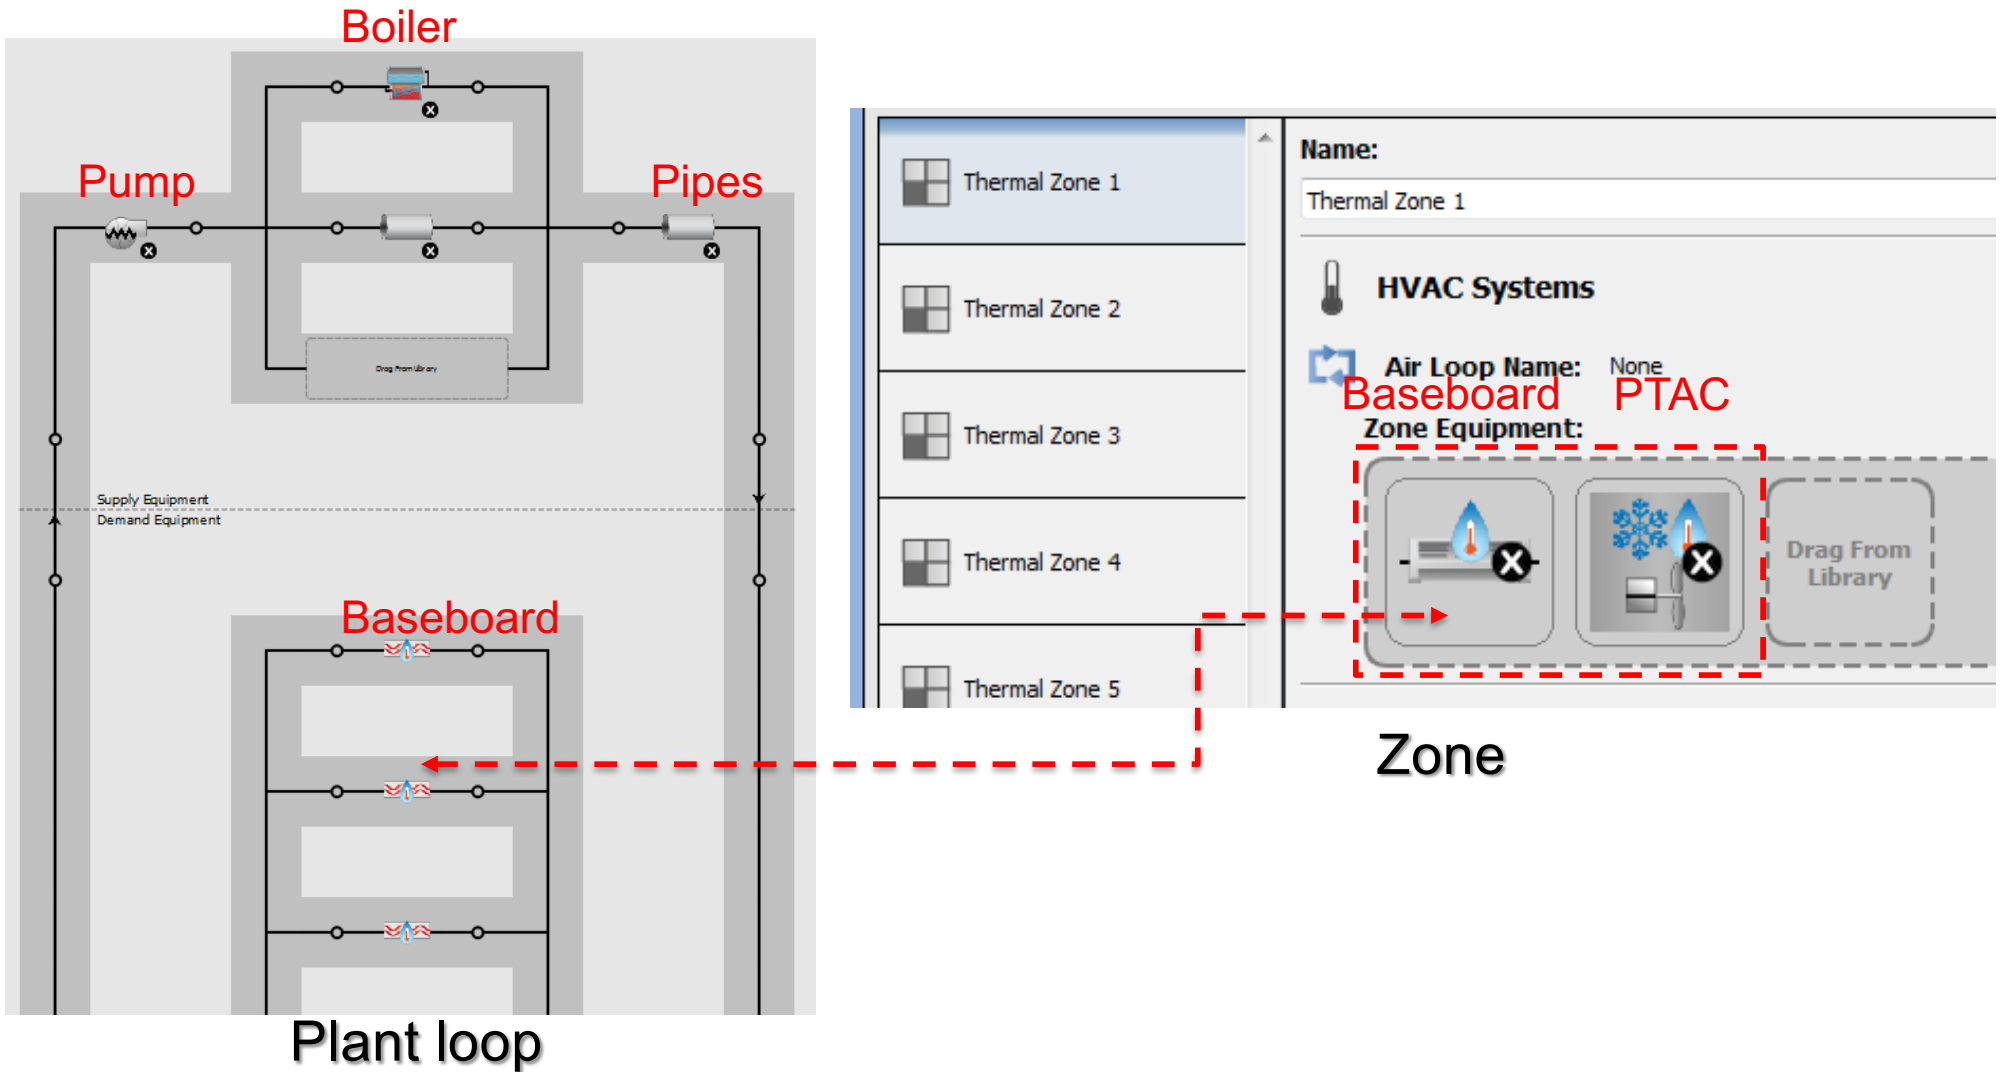 Boiler
Pump
Pipes
Drag From Library
Supply Equipment
Demand Equipment
Baseboard
Plant loop
Thermal Zone 1
Thermal Zone 2
Thermal Zone 3
Thermal Zone 4
Thermal Zone 5
Name:
Thermal Zone 1
HVAC Systems
Air Loop Name: None
Baseboard PTAC
Zone Equipment:
Drag From
Library
Zone